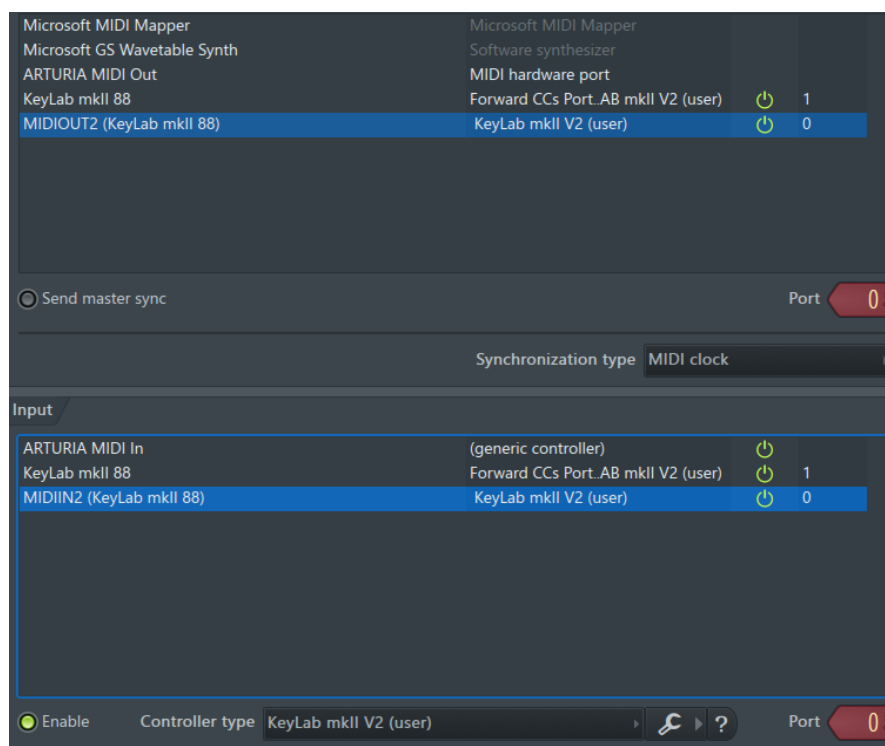 Microsoft MIDI Mapper Microsoft MIDI Mapper
Microsoft GS Wavetable Synth Software synthesizer
ARTURIA MIDI Out MIDI hardware port
KeyLab mkII 88 Forward CCs Port..AB mkII V2 (user) 1
MIDIOUT2 (KeyLab mkII 88) KeyLab mkII V2 (user) 0
Send master sync Port 0
Synchronization type MIDI clock
Input
ARTURIA MIDI In (generic controller)
KeyLab mkII 88 Forward CCs Port..AB mkII V2 (user) 1
MIDIIN2 (KeyLab mkII 88) KeyLab mkII V2 (user) 0
Enable Controller type KeyLab mkII V2 (user) ? Port 0